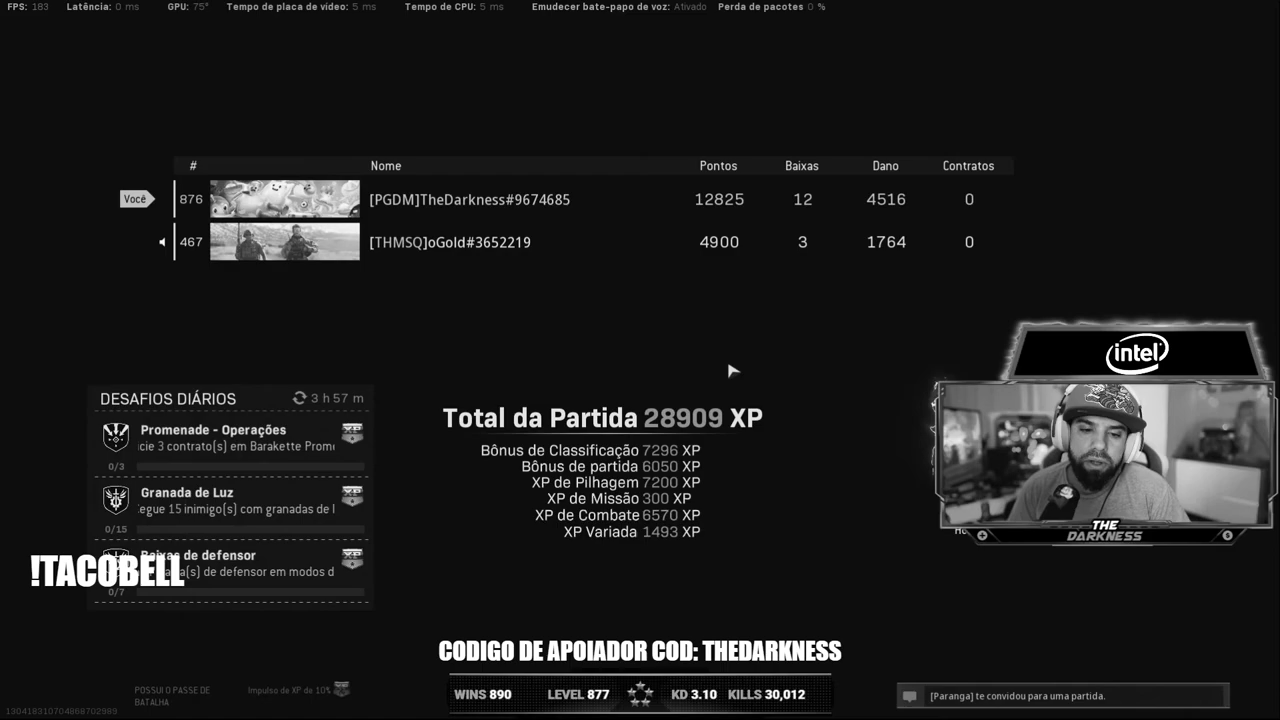 FPS: 183 Latência: 0 ms GPU: 75° Tempo de placa de vídeo: 5 ms Tempo de CPU: 5 ms Emudecer bate-papo de voz: Ativado Perda de pacotes 0 %
# Nome Pontos Baixas Dano Contratos
Você 876 [PGDM]TheDarkness#9674685 12825 12 4516 0
467 [THMSQ]oGold#3652219 4900 3 1764 0
intel
DESAFIOS DIÁRIOS 3 h 57 m
Promenade - Operações
cie 3 contrato(s) em Barakette Prom
0/3
Granada de Luz
egue 15 inimigo(s) com granadas de l
0/15
Baixas de defensor
a(s) de defensor em modos d
0/7
!TACOBELL
Total da Partida 28909 XP
Bônus de Classificação 7296 XP
Bônus de partida 6050 XP
XP de Pilhagem 7200 XP
XP de Missão 300 XP
XP de Combate 6570 XP
XP Variada 1493 XP
THE
DARKNESS
CODIGO DE APOIADOR COD: THEDARKNESS
POSSUI O PASSE DE
BATALHA
Impulso de XP de 10%
WINS 890 LEVEL 877 KD 3.10 KILLS 30,012
[Paranga] te convidou para uma partida.